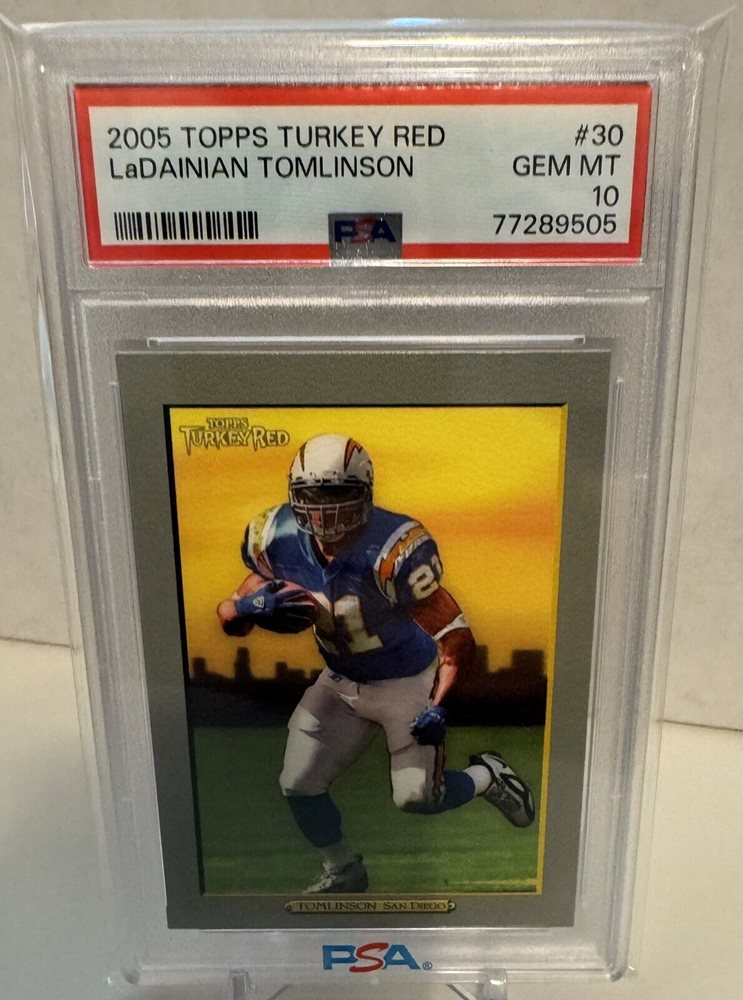 2005 TOPPS TURKEY RED #30
LaDAINIAN TOMLINSON GEM MT
10
77289505
PSA
TOPPS
TURKEY RED
21
21
TOMLINSON SAN DIEGO
PSA®